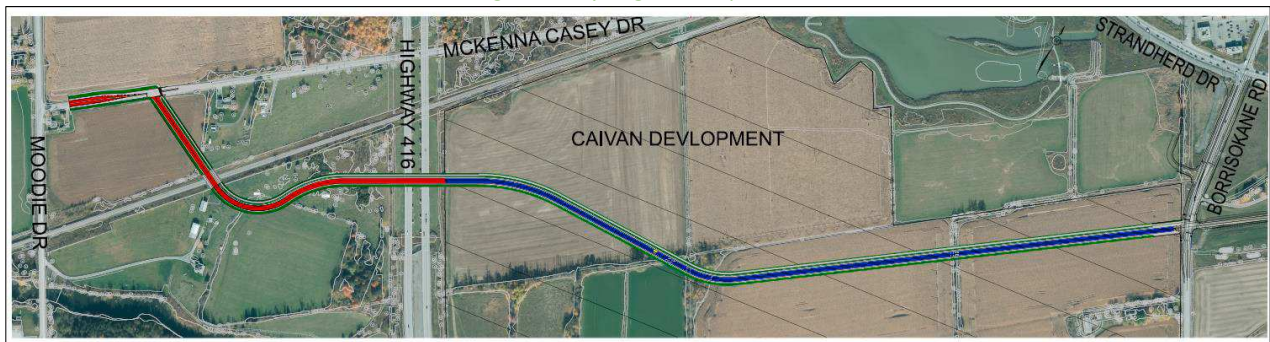 MCKENNA CASEY DR
STRANDHERD DR
HIGHWAY 416
MOODIE DR
CAIVAN DEVLOPMENT
BORRISOKANE RD